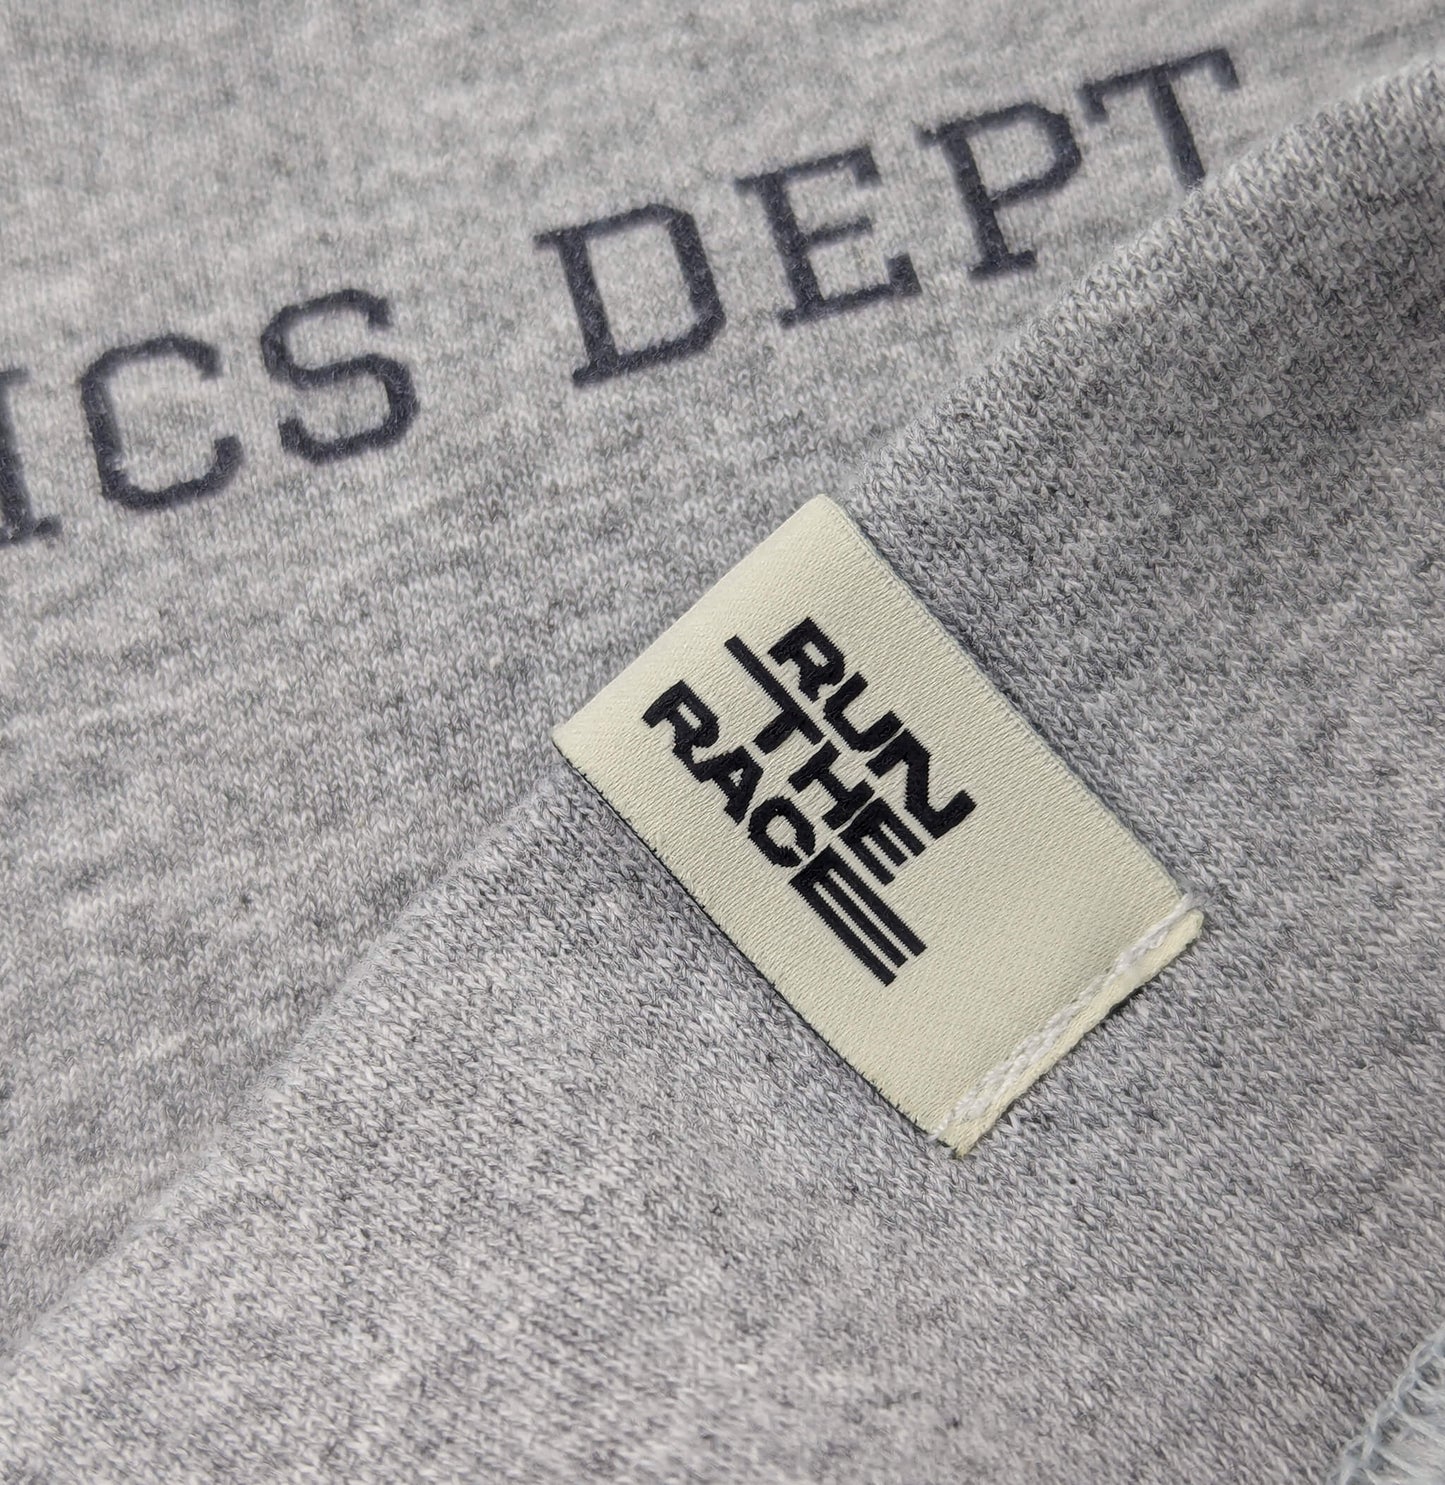 ICS DEPT
RUN
THE
RACE